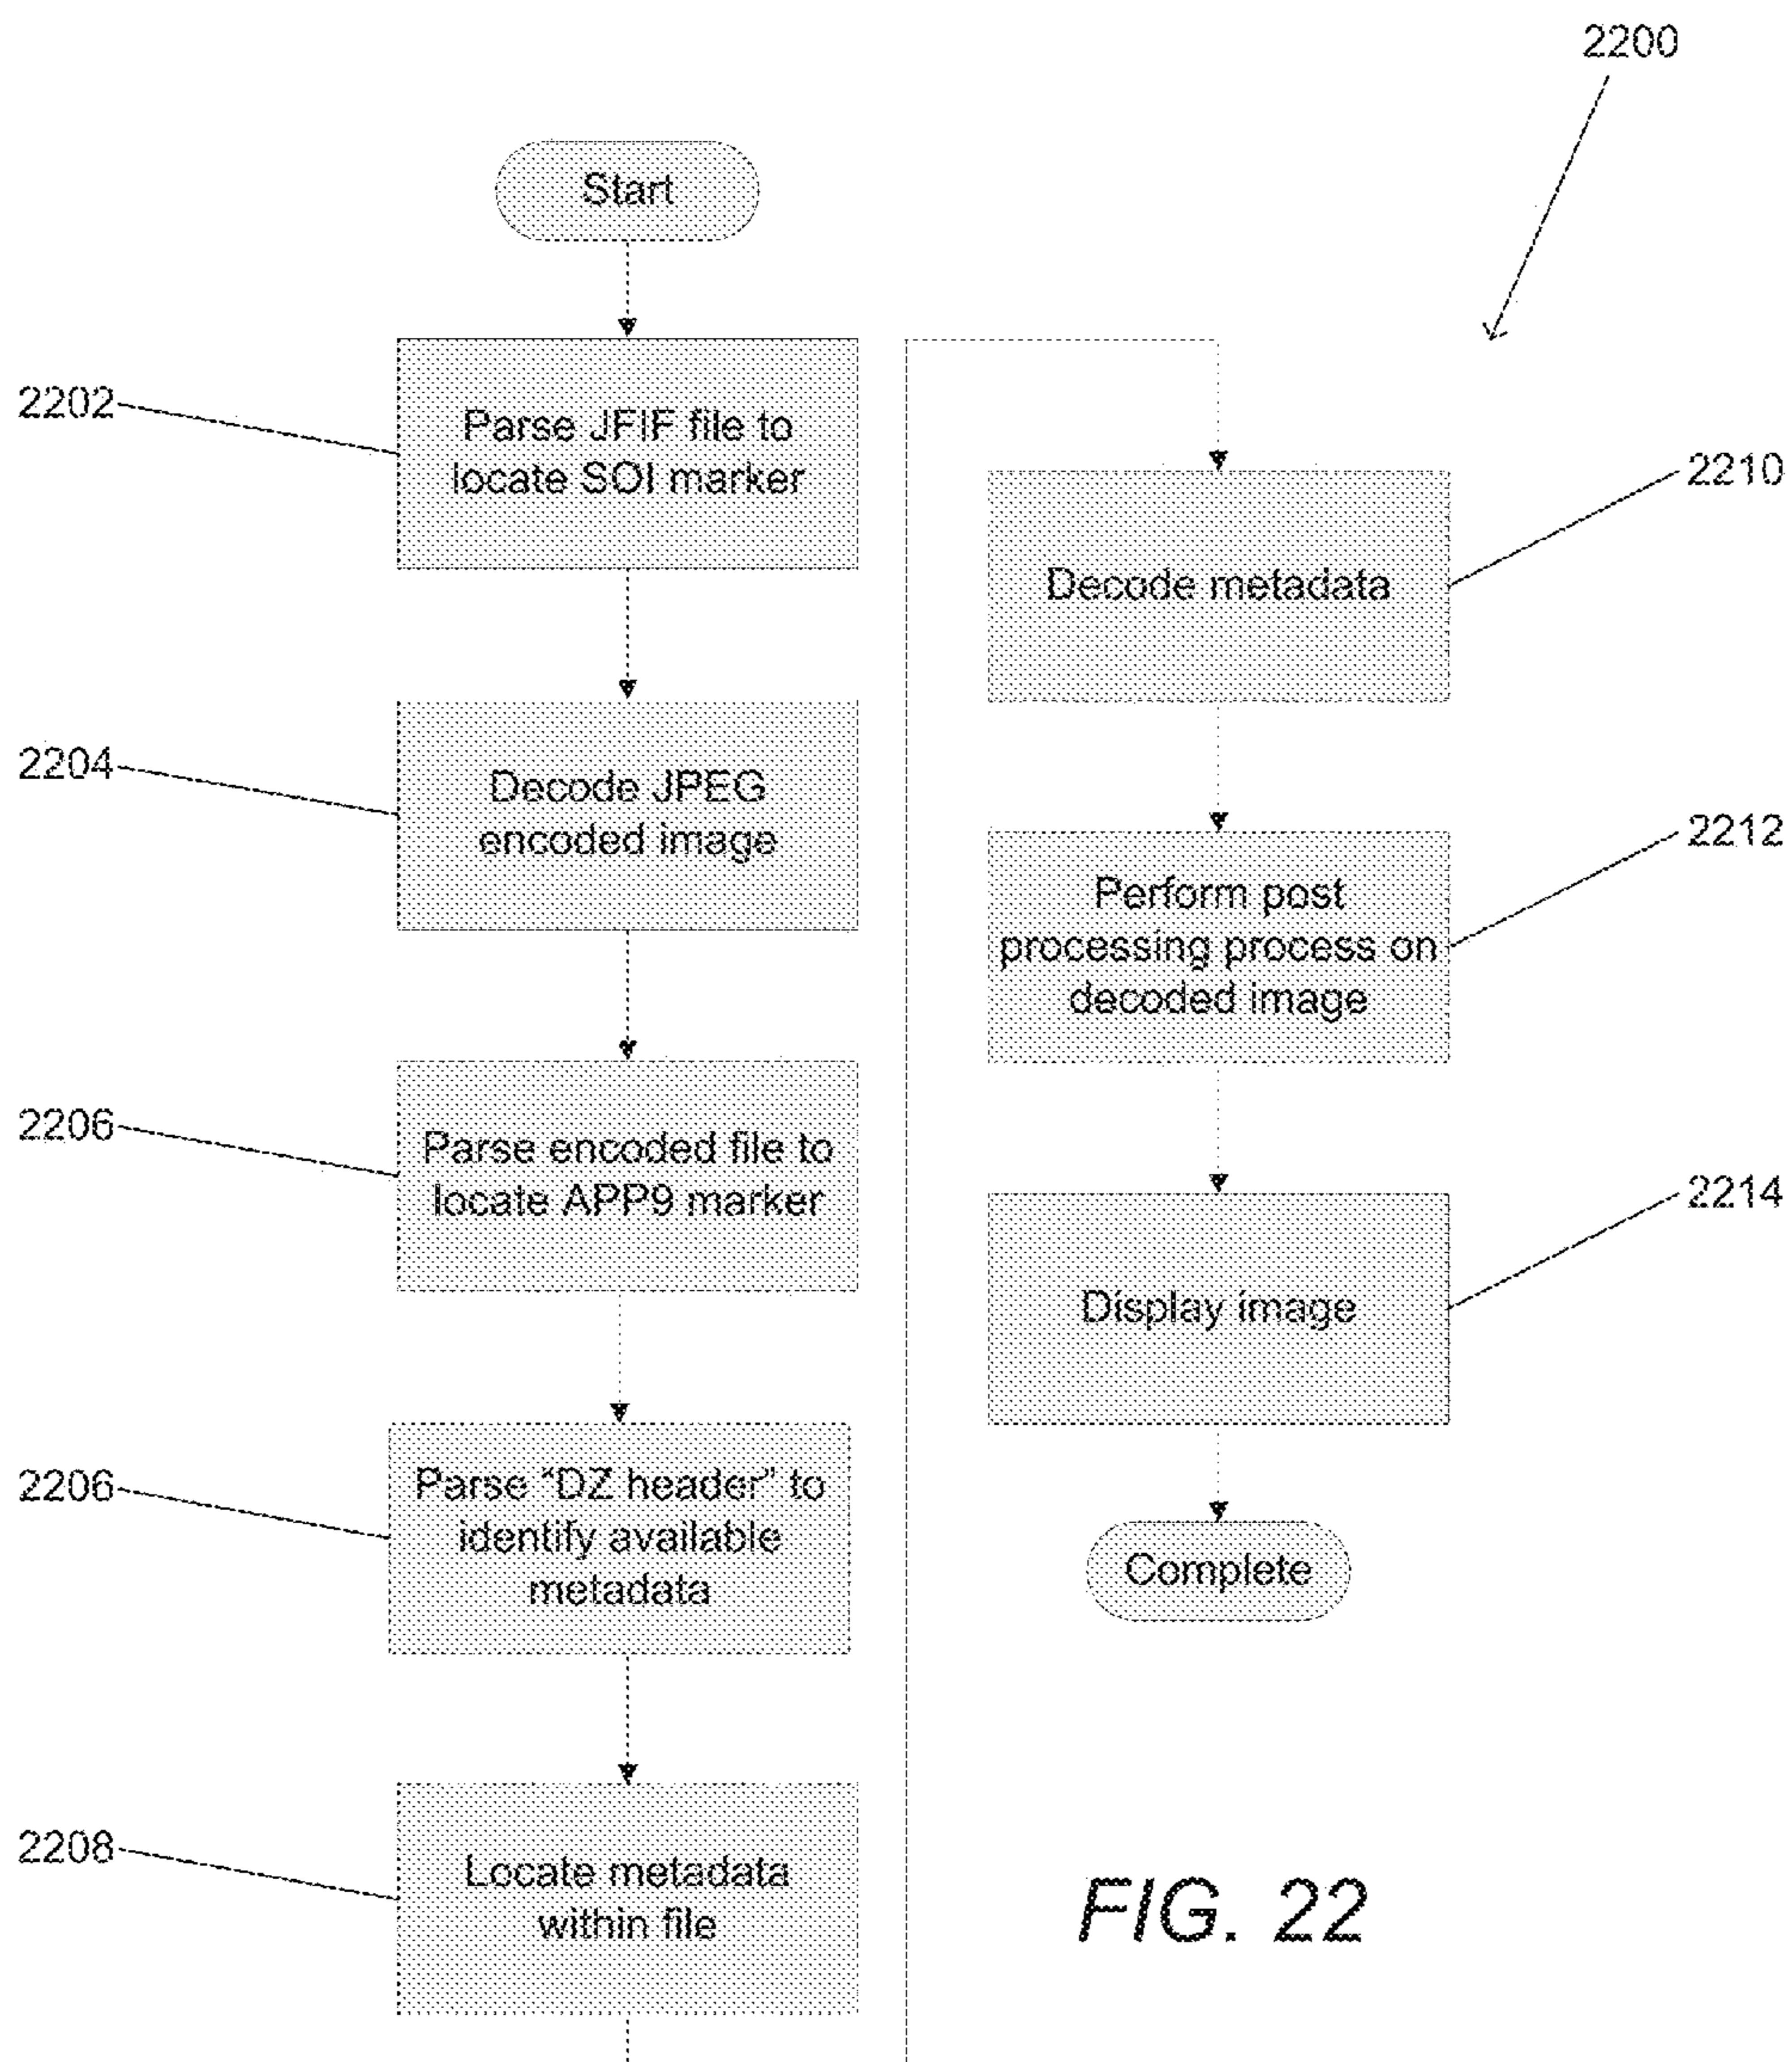 2200
Start
2202
Parse JFIF file to
locate SOI marker
2204
Decode JPEG
encoded image
2206
Parse encoded file to
locate APP9 marker
2206
Parse “DZ header” to
identify available
metadata
2208
Locate metadata
within file
2210
Decode metadata
2212
Perform post
processing process on
decoded image
2214
Display image
Complete
FIG. 22